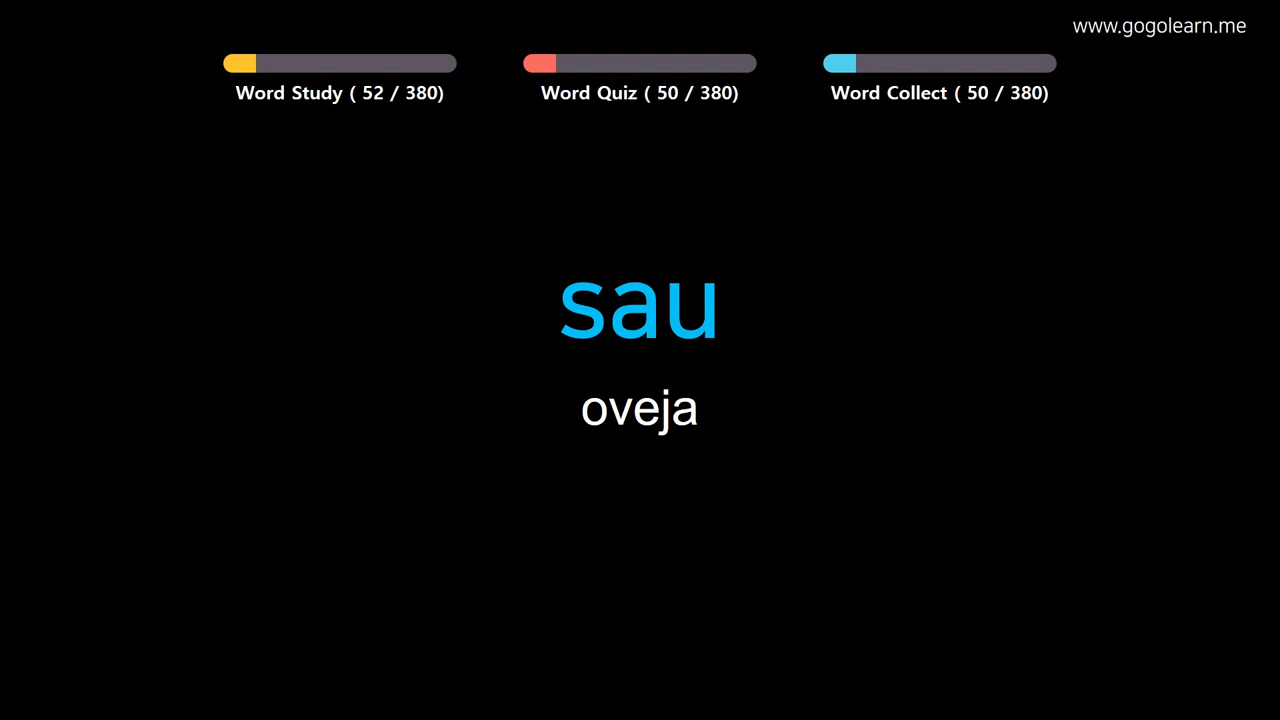 www.gogolearn.me
Word Study ( 52 / 380)
Word Quiz ( 50 / 380)
Word Collect ( 50 / 380)
sau
oveja